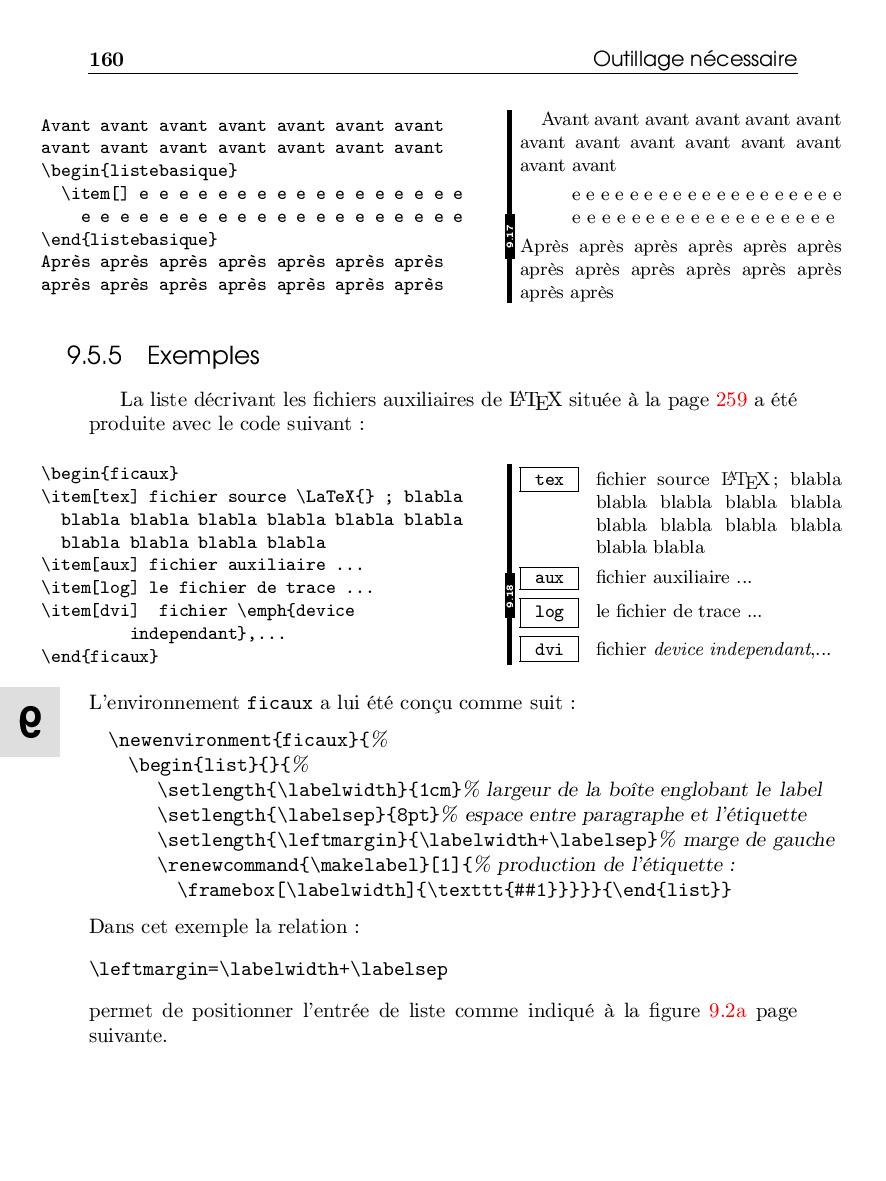 160 Outillage nécessaire
Avant avant avant avant avant avant avant
avant avant avant avant avant avant avant
\begin{listebasique}
\item[] e e e e e e e e e e e e e e e e e
e e e e e e e e e e e e e e e e e e e e
\end{listebasique}
Après après après après après après après
après après après après après après après
9.17
Avant avant avant avant avant avant
avant avant avant avant avant avant
avant avant
e e e e e e e e e e e e e e e e e e e
e e e e e e e e e e e e e e e e e e
Après après après après après après
après après après après après après
après après
9.5.5 Exemples
La liste décrivant les fichiers auxiliaires de LATEX située à la page 259 a été
produite avec le code suivant :
\begin{ficaux}
\item[tex] fichier source \LaTeX{} ; blabla
blabla blabla blabla blabla blabla blabla
blabla blabla blabla blabla
\item[aux] fichier auxiliaire ...
\item[log] le fichier de trace ...
\item[dvi] fichier \emph{device
independant},...
\end{ficaux}
9.18
tex fichier source LATEX ; blabla
blabla blabla blabla blabla
blabla blabla blabla blabla
blabla blabla
aux fichier auxiliaire ...
log le fichier de trace ...
dvi fichier device independant,...
9
L'environnement ficaux a lui été conçu comme suit :
\newenvironment{ficaux}{%
\begin{list}{}{%
\setlength{\labelwidth}{1cm}% largeur de la boîte englobant le label
\setlength{\labelsep}{8pt}% espace entre paragraphe et l'étiquette
\setlength{\leftmargin}{\labelwidth+\labelsep}% marge de gauche
\renewcommand{\makelabel}[1]{% production de l'étiquette :
\framebox[\labelwidth]{\texttt{##1}}}}}{\end{list}}
Dans cet exemple la relation :
\leftmargin=\labelwidth+\labelsep
permet de positionner l'entrée de liste comme indiqué à la figure 9.2a page
suivante.